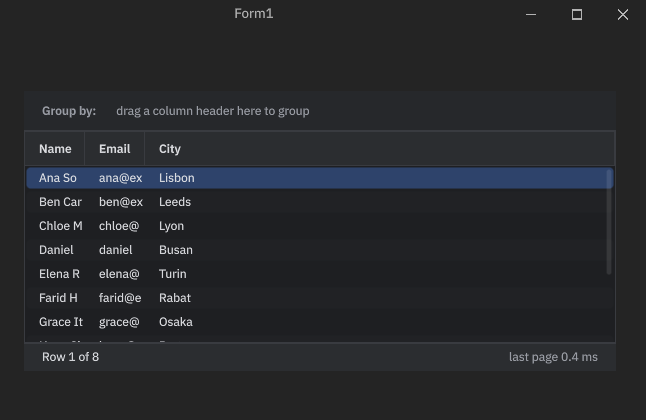 Form1
Group by: drag a column header here to group
Name Email City
Ana So ana@ex Lisbon
Ben Car ben@ex Leeds
Chloe M chloe@ Lyon
Daniel daniel Busan
Elena R elena@ Turin
Farid H farid@e Rabat
Grace It grace@ Osaka
Row 1 of 8 last page 0.4 ms